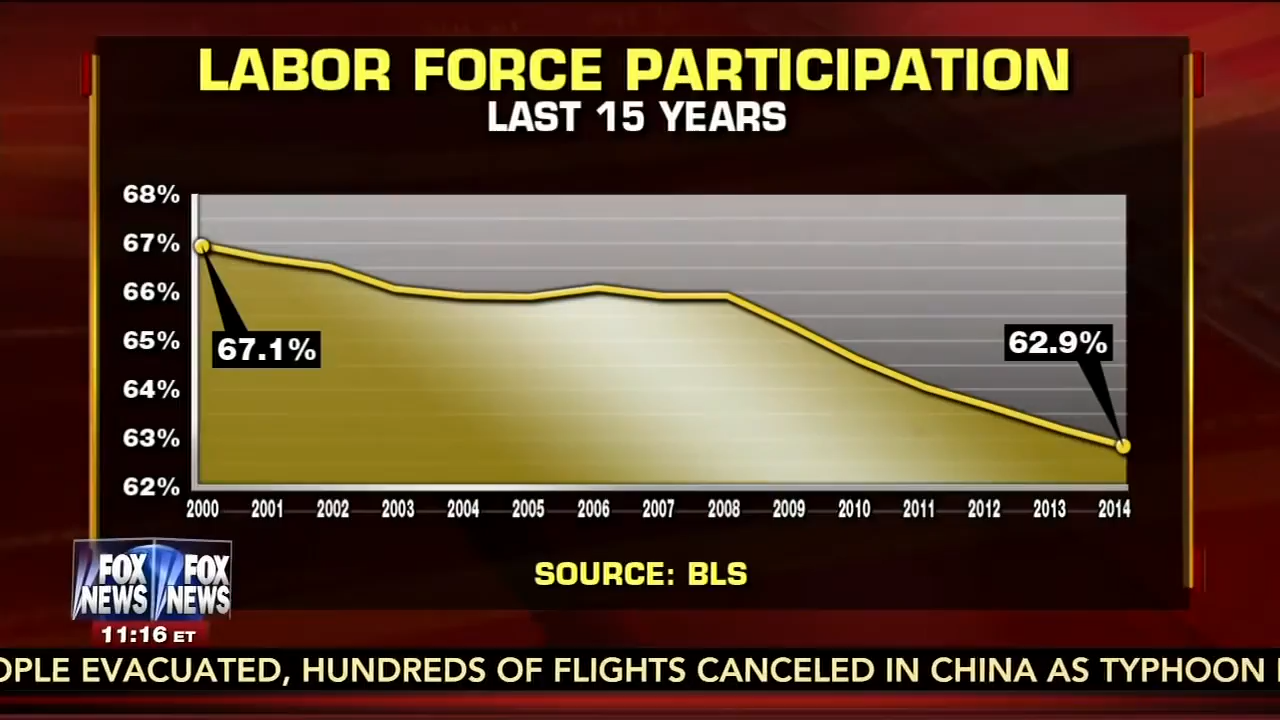 LABOR FORCE PARTICIPATION
LAST 15 YEARS
68%
67%
66%
65%
64%
63%
62%
67.1%
62.9%
2000 2001 2002 2003 2004 2005 2006 2007 2008 2009 2010 2011 2012 2013 2014
SOURCE: BLS
FOX NEWS FOX NEWS
11:16 ET
EVACUATED, HUNDREDS OF FLIGHTS CANCELED IN CHINA AS TYPHOON